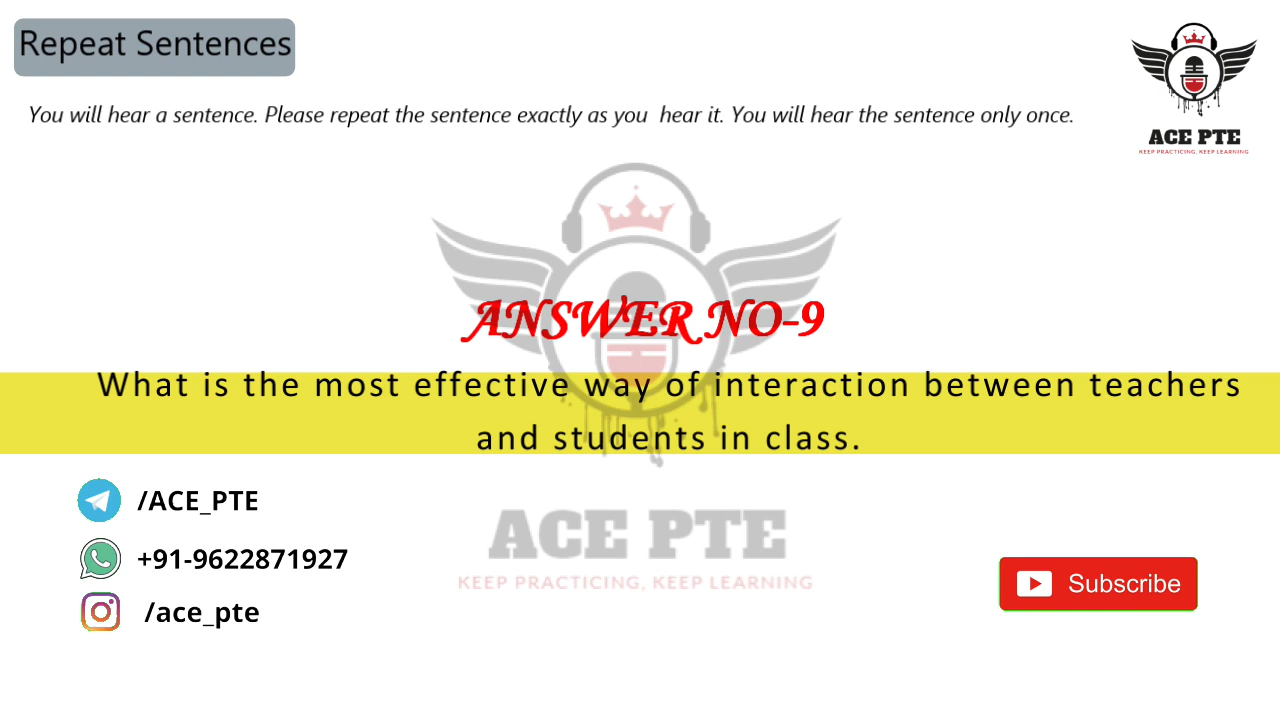 Repeat Sentences
You will hear a sentence. Please repeat the sentence exactly as you hear it. You will hear the sentence only once.
ACE PTE
KEEP PRACTICING, KEEP LEARNING
ANSWER NO-9
What is the most effective way of interaction between teachers
and students in class.
/ACE_PTE
+91-9622871927
/ace_pte
ACE PTE
KEEP PRACTICING, KEEP LEARNING
Subscribe